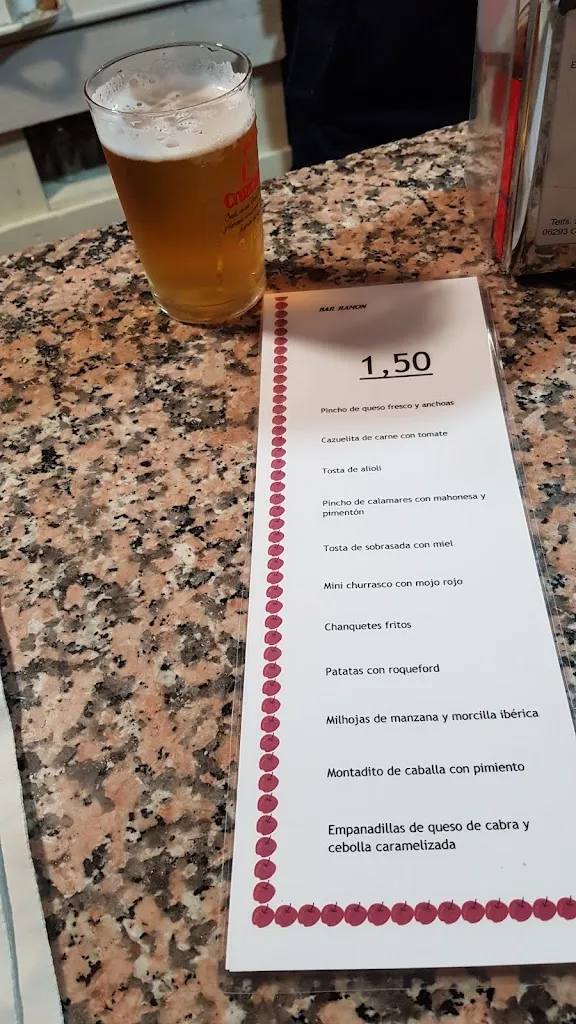 BAR RAMON
1,50
Pincho de queso fresco y anchoas
Cazuelita de carne con tomate
Tosta de alioli
Pincho de calamares con mahonesa y
pimentón
Tosta de sobrasada con miel
Mini churrasco con mojo rojo
Chanquetes fritos
Patatas con roqueford
Milhojas de manzana y morcilla ibérica
Montadito de caballa con pimiento
Empanadillas de queso de cabra y
cebolla caramelizada
Telfs.
06293